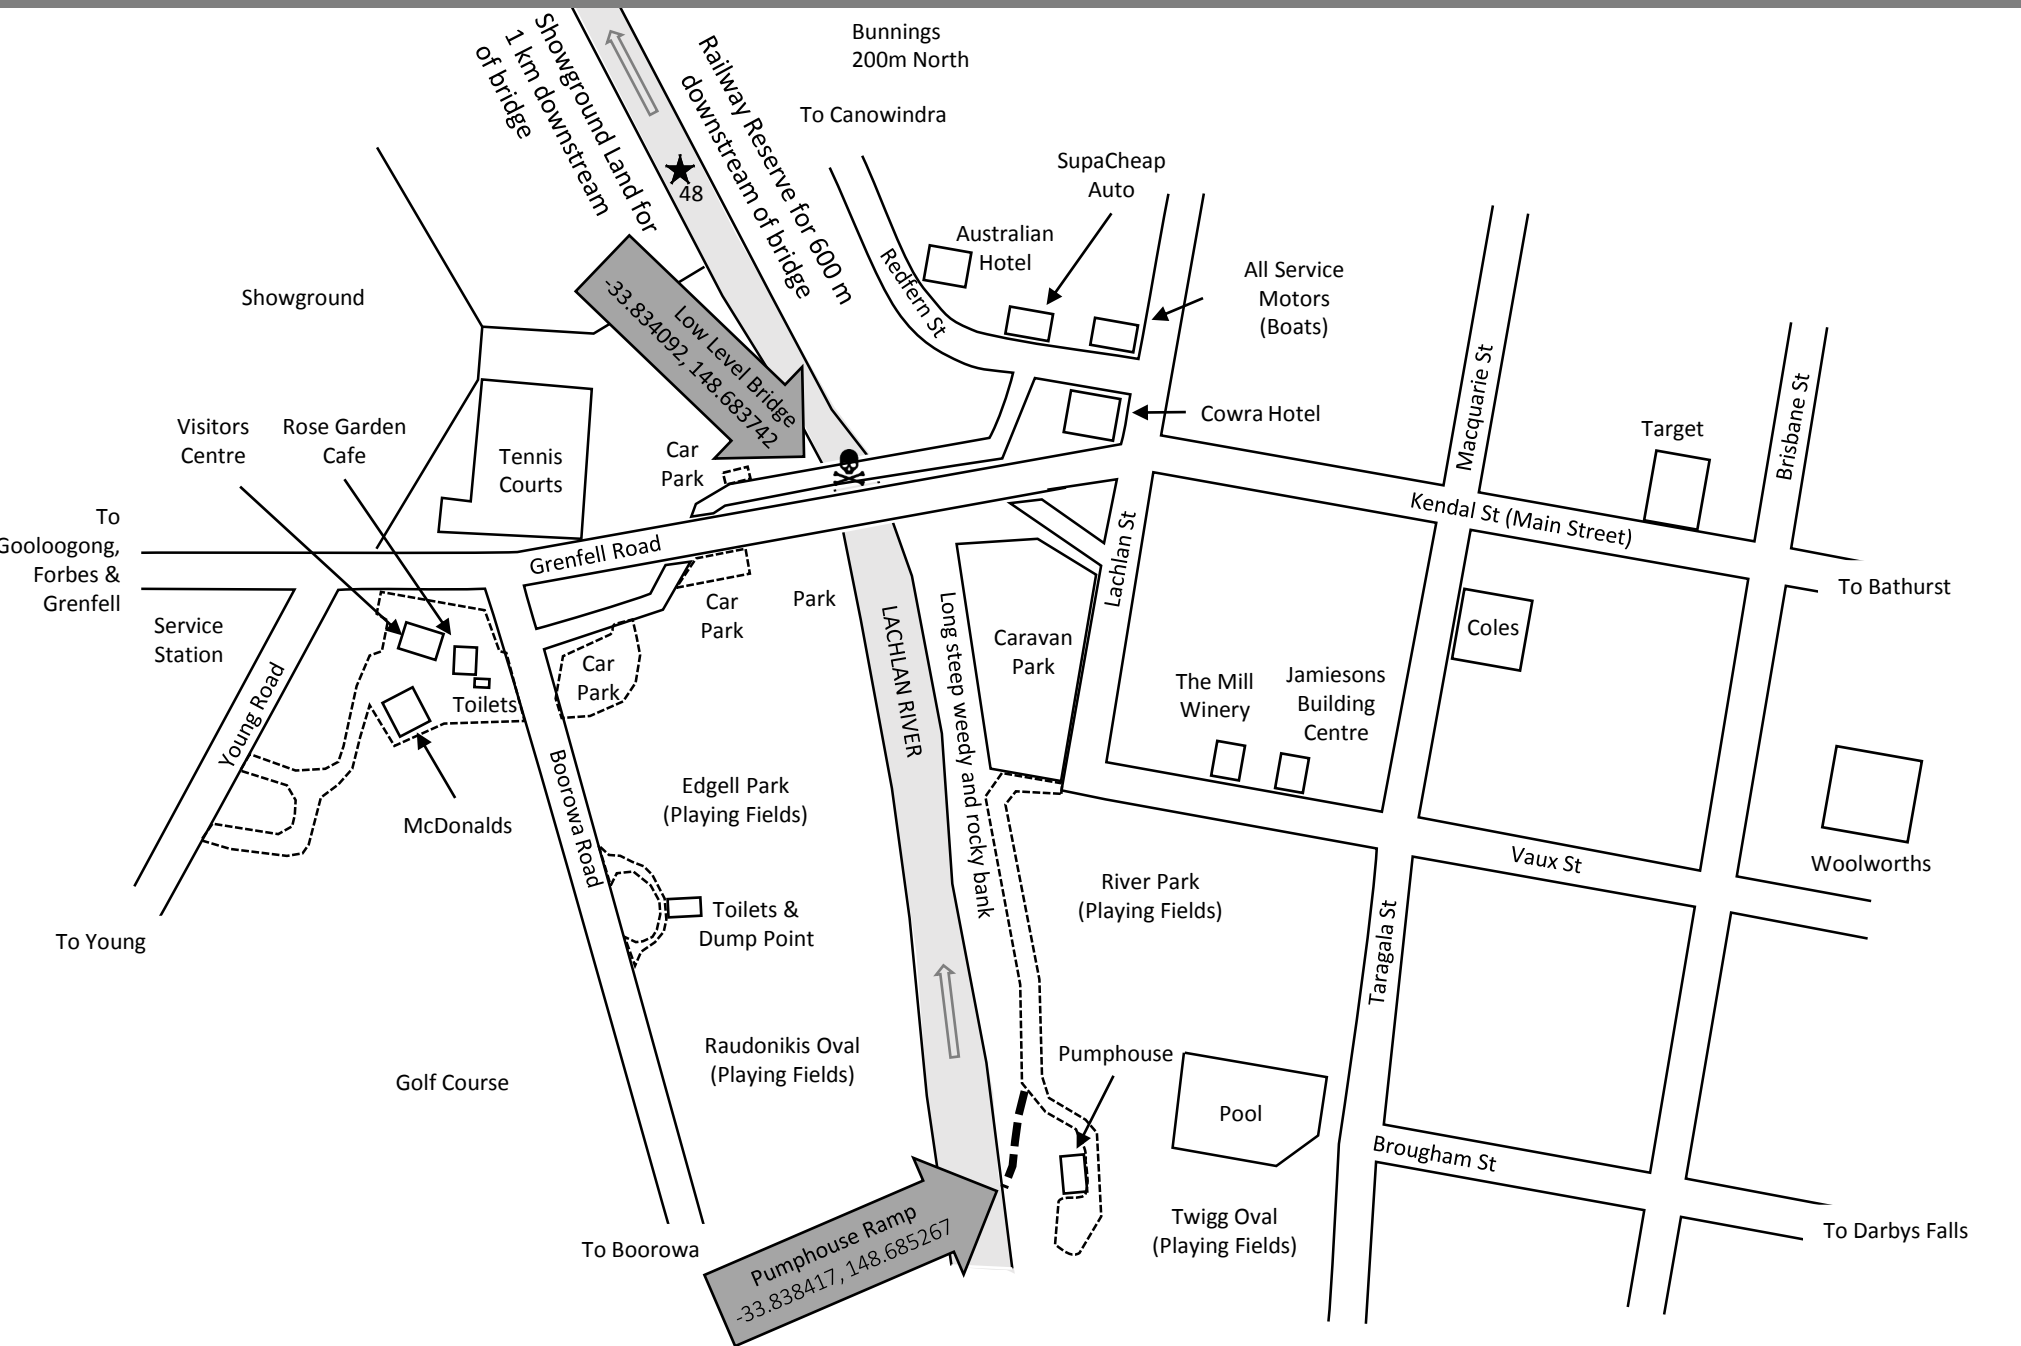 Showground Land for
1 km downstream
of bridge
Railway Reserve for 600 m
downstream of bridge
Bunnings
200m North
To Canowindra
SupaCheap
Auto
48
Australian
Hotel
Redfern St
All Service
Motors
(Boats)
Showground
Low Level Bridge
-33.834092, 148.683742
Cowra Hotel
Macquarie St
Target
Brisbane St
Visitors
Centre
Rose Garden
Cafe
Tennis
Courts
Car
Park
Kendal St (Main Street)
To
Gooloogong,
Forbes &
Grenfell
Grenfell Road
Lachlan St
To Bathurst
Service
Station
Car
Park
Park
LACHLAN RIVER
Long steep weedy and rocky bank
Caravan
Park
Coles
Car
Park
Toilets
Young Road
The Mill
Winery
Jamiesons
Building
Centre
McDonalds
Boorowa Road
Edgell Park
(Playing Fields)
Vaux St
Woolworths
River Park
(Playing Fields)
To Young
Toilets &
Dump Point
Taragala St
Raudonikis Oval
(Playing Fields)
Pumphouse
Golf Course
Pool
Brougham St
To Boorowa
Pumphouse Ramp
-33.838417, 148.685267
Twigg Oval
(Playing Fields)
To Darbys Falls